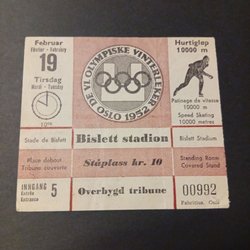 Februar
Février - February
19
Tirsdag
Mardi - Tuesday
10⁰⁰
DE VI OLYMPISKE VINTERLEKER
OSLO 1952
Hurtigløp
10000 m
Patinage de vitesse
10000 m
Speed Skating
10000 metres
Stade de Bislett
Bislett stadion
Bislett Stadium
Place debout
Tribune couverte
Ståplass kr. 10
Standing Room
Covered Stand
INNGANG
Entrée
Entrance
5
Overbygd tribune
00992